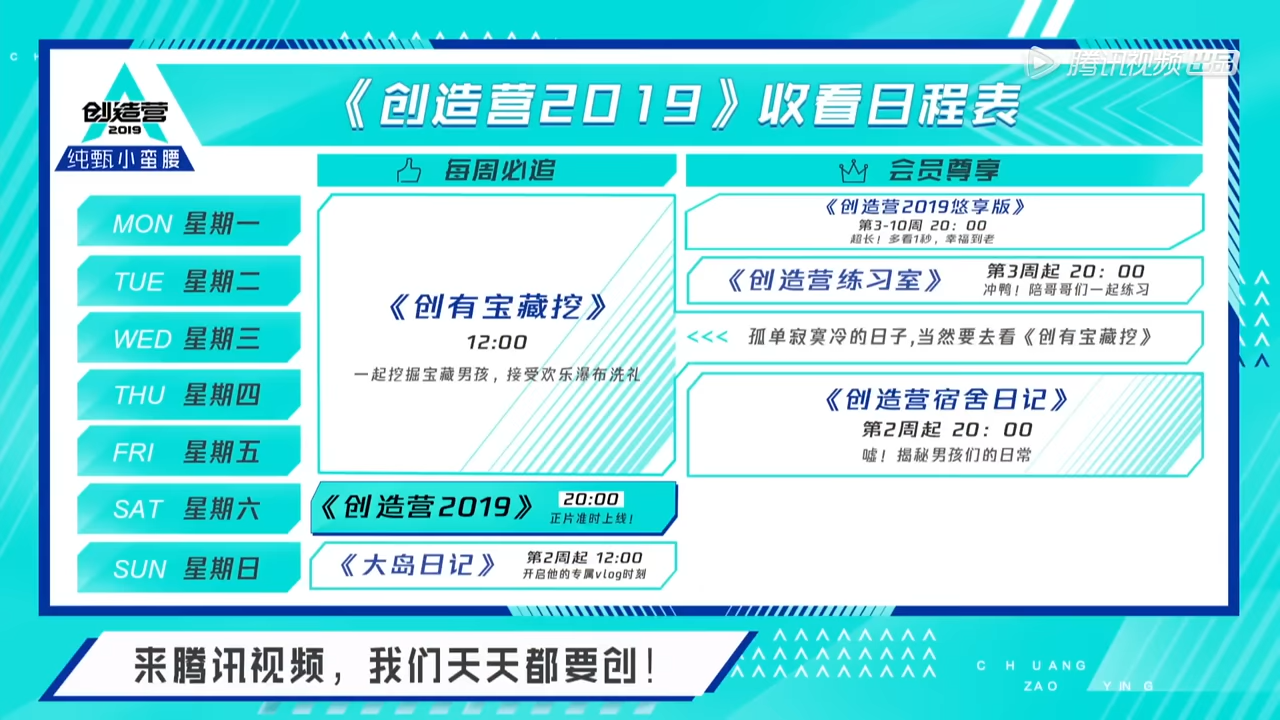 腾讯视频 出品
创造营
2019
纯甄小蛮腰
《创造营2019》收看日程表
每周必追
会员尊享
MON 星期一
TUE 星期二
WED 星期三
THU 星期四
FRI 星期五
SAT 星期六
SUN 星期日
《创有宝藏挖》
12:00
一起挖掘宝藏男孩，接受欢乐瀑布洗礼
《创造营2019》
20:00
正片准时上线！
《大岛日记》
第2周起 12:00
开启他的专属vlog时刻
《创造营2019悠享版》
第3-10周 20：00
超长！多看1秒，幸福到老
《创造营练习室》
第3周起 20：00
冲鸭！陪哥哥们一起练习
<<< 孤单寂寞冷的日子,当然要去看《创有宝藏挖》
《创造营宿舍日记》
第2周起 20：00
嘘！揭秘男孩们的日常
来腾讯视频，我们天天都要创！
CHUANG
ZAO YING